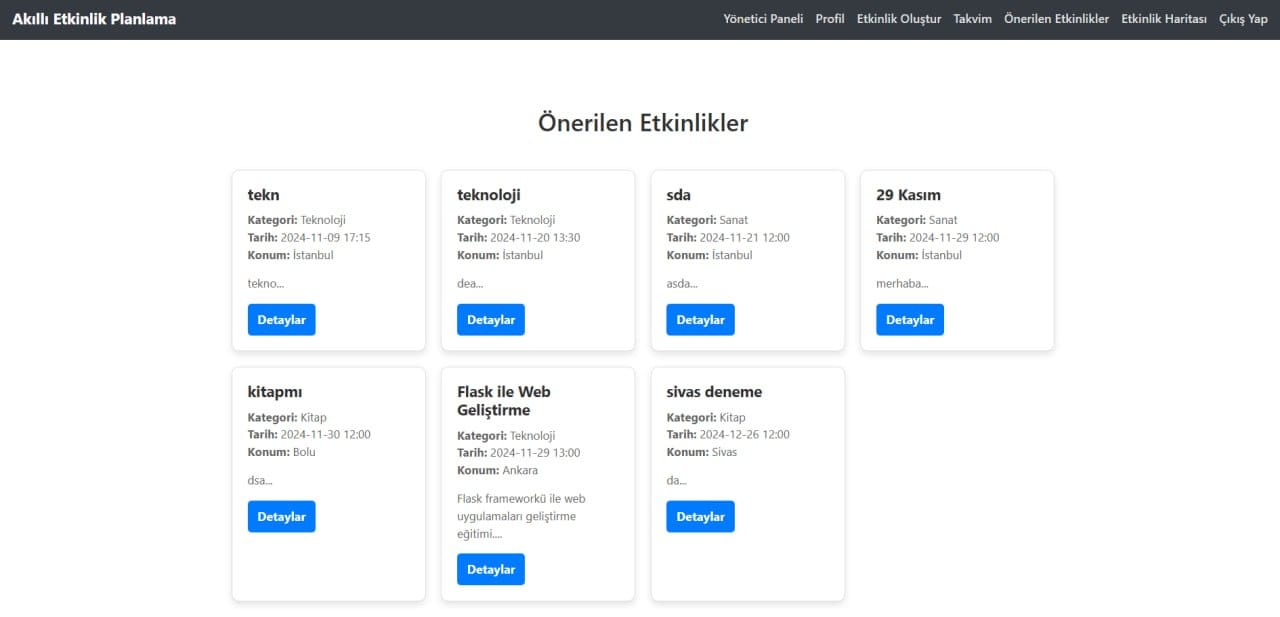 Akıllı Etkinlik Planlama
Yönetici Paneli Profil Etkinlik Oluştur Takvim Önerilen Etkinlikler Etkinlik Haritası Çıkış Yap
Önerilen Etkinlikler
tekn
Kategori: Teknoloji
Tarih: 2024-11-09 17:15
Konum: İstanbul
tekno...
Detaylar
teknoloji
Kategori: Teknoloji
Tarih: 2024-11-20 13:30
Konum: İstanbul
dea...
Detaylar
sda
Kategori: Sanat
Tarih: 2024-11-21 12:00
Konum: İstanbul
asda...
Detaylar
29 Kasım
Kategori: Sanat
Tarih: 2024-11-29 12:00
Konum: İstanbul
merhaba...
Detaylar
kitapmı
Kategori: Kitap
Tarih: 2024-11-30 12:00
Konum: Bolu
dsa...
Detaylar
Flask ile Web
Geliştirme
Kategori: Teknoloji
Tarih: 2024-11-29 13:00
Konum: Ankara
Flask frameworkü ile web
uygulamaları geliştirme
eğitimi....
Detaylar
sivas deneme
Kategori: Kitap
Tarih: 2024-12-26 12:00
Konum: Sivas
da...
Detaylar